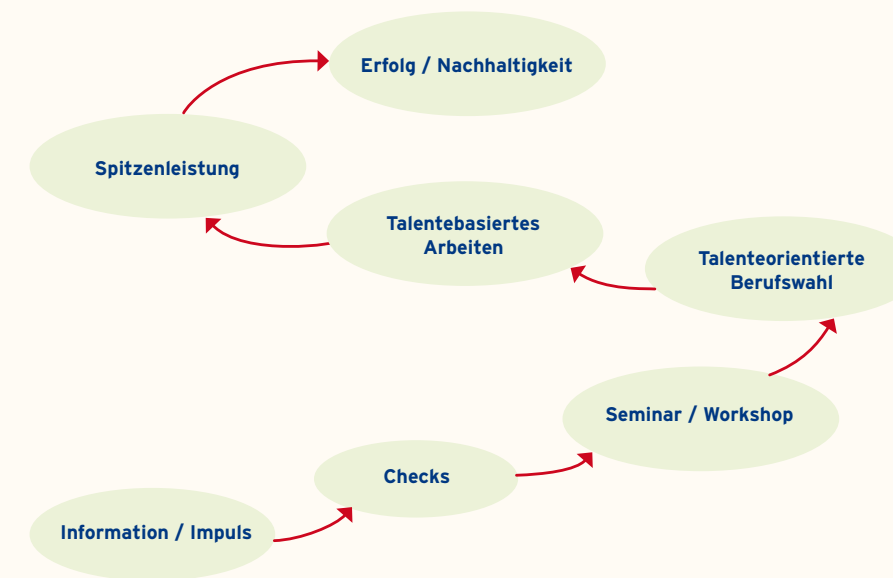 Erfolg / Nachhaltigkeit
Spitzenleistung
Talentebasiertes
Arbeiten
Talenteorientierte
Berufswahl
Seminar / Workshop
Checks
Information / Impuls